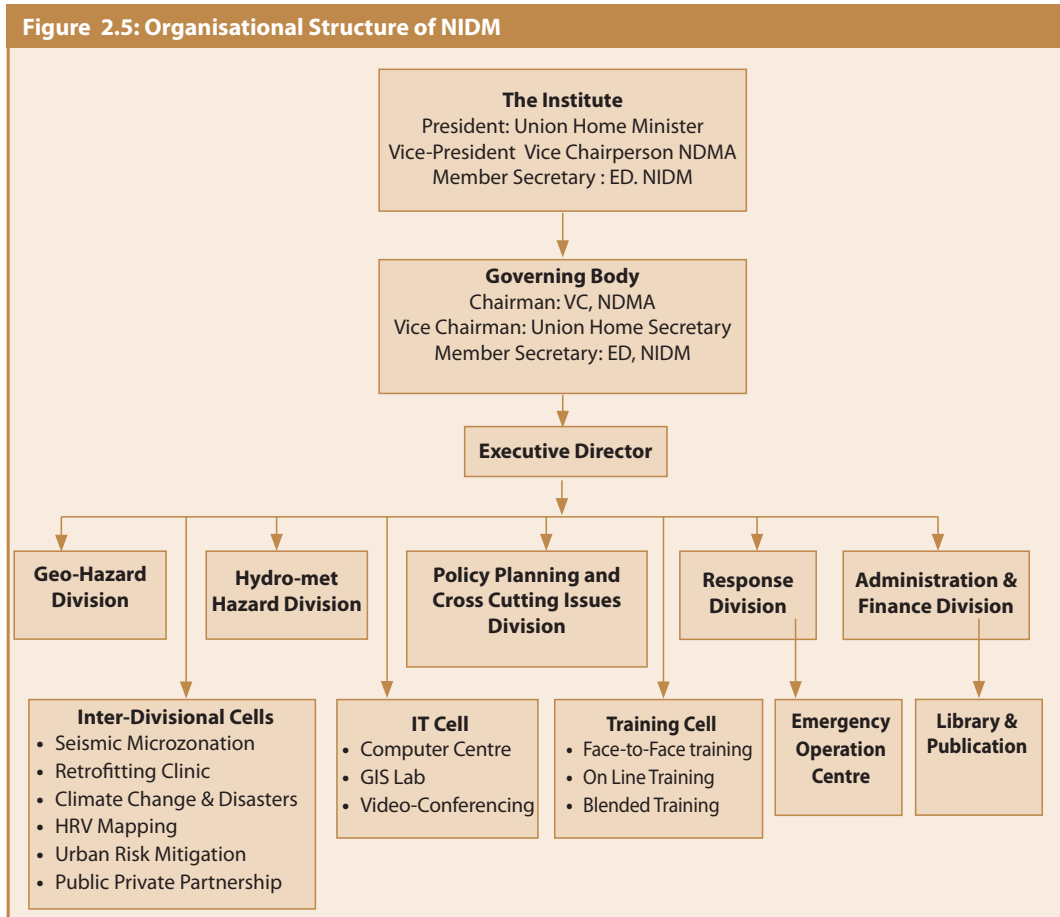 Figure 2.5: Organisational Structure of NIDM
The Institute
President: Union Home Minister
Vice-President Vice Chairperson NDMA
Member Secretary : ED. NIDM
Governing Body
Chairman: VC, NDMA
Vice Chairman: Union Home Secretary
Member Secretary: ED, NIDM
Executive Director
Geo-Hazard
Division
Hydro-met
Hazard Division
Policy Planning and
Cross Cutting Issues
Division
Response
Division
Administration &
Finance Division
Inter-Divisional Cells
• Seismic Microzonation
• Retrofitting Clinic
• Climate Change & Disasters
• HRV Mapping
• Urban Risk Mitigation
• Public Private Partnership
IT Cell
• Computer Centre
• GIS Lab
• Video-Conferencing
Training Cell
• Face-to-Face training
• On Line Training
• Blended Training
Emergency
Operation
Centre
Library &
Publication